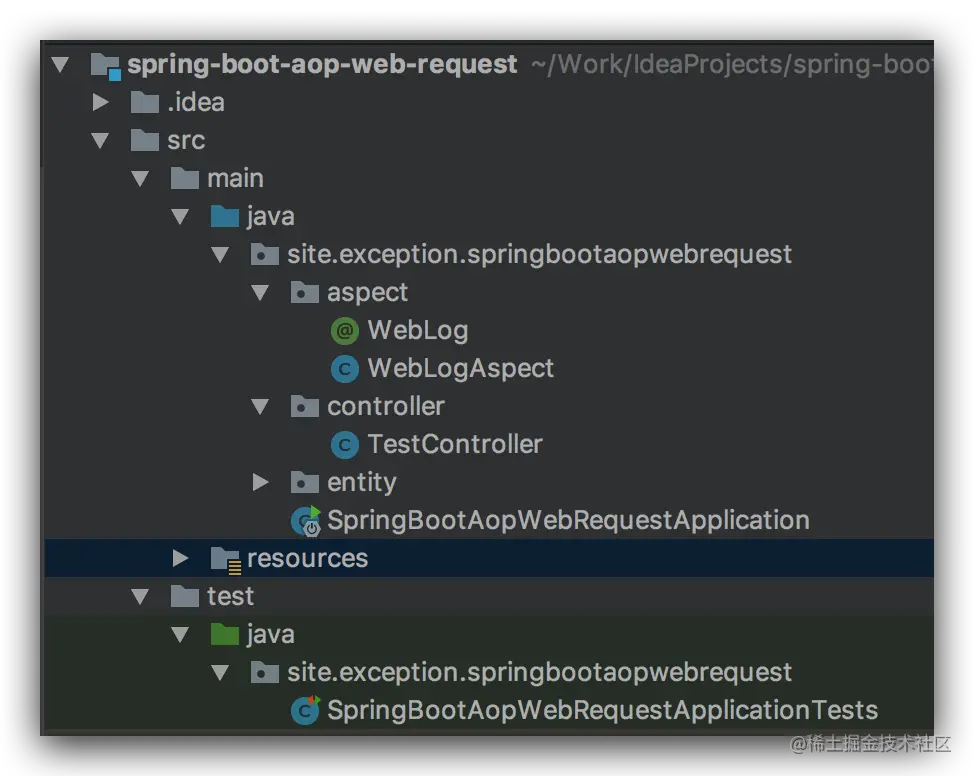 spring-boot-aop-web-request ~/Work/IdeaProjects/spring-boot
.idea
src
main
java
site.exception.springbootaopwebrequest
aspect
@ WebLog
C WebLogAspect
controller
C TestController
entity
C SpringBootAopWebRequestApplication
resources
test
java
site.exception.springbootaopwebrequest
C SpringBootAopWebRequestApplicationTests
@稀土掘金技术社区